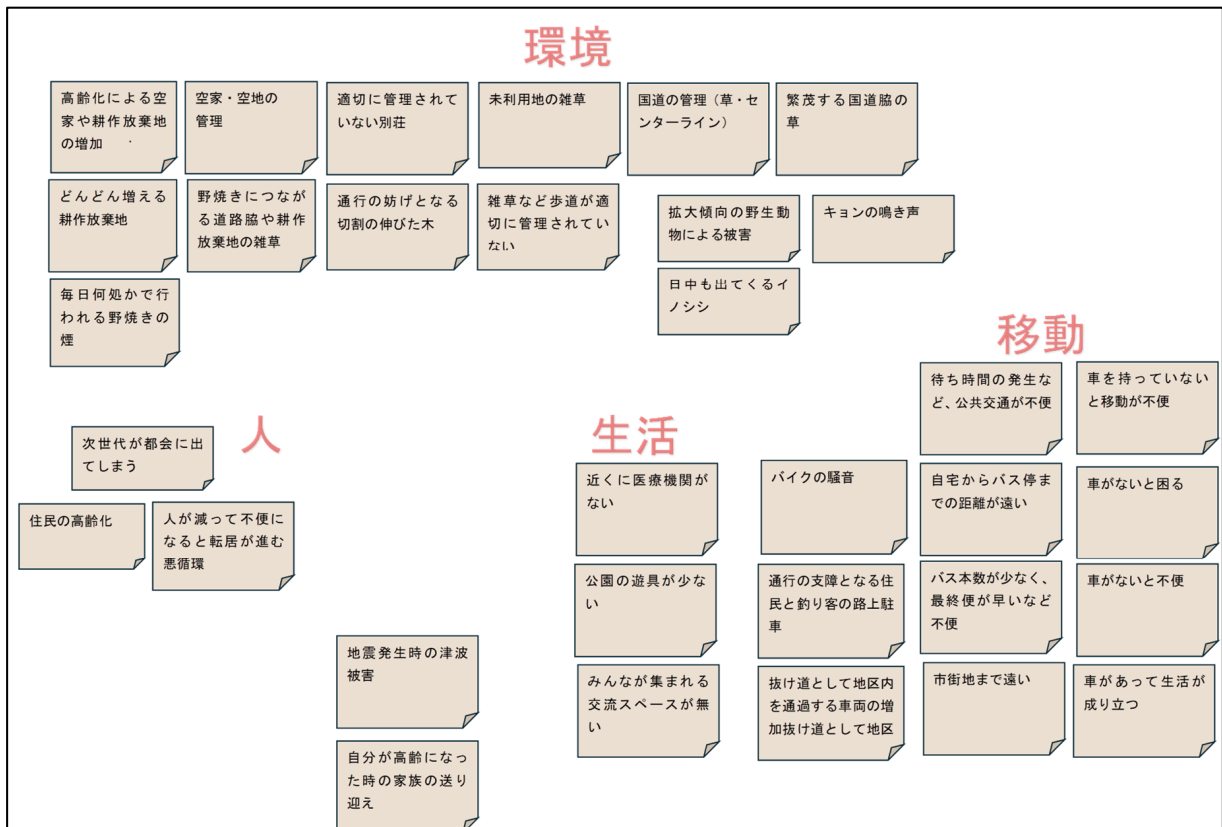 環境
高齢化による空
家や耕作放棄地
の増加
空家・空地の
管理
適切に管理されて
いない別荘
未利用地の雑草
国道の管理（草・セ
ンターライン）
繁茂する国道脇の
草
どんどん増える
耕作放棄地
野焼きにつなが
る道路脇や耕作
放棄地の雑草
通行の妨げとなる
切割の伸びた木
雑草など歩道が適
切に管理されてい
ない
拡大傾向の野生動
物による被害
キョンの鳴き声
毎日何処かで行
われる野焼きの
煙
日中も出てくるイ
ノシシ
人
次世代が都会に出
てしまう
住民の高齢化
人が減って不便に
なると転居が進む
悪循環
地震発生時の津波
被害
自分が高齢になっ
た時の家族の送り
迎え
生活
近くに医療機関が
ない
バイクの騒音
公園の遊具が少な
い
通行の支障となる住
民と釣り客の路上駐
車
みんなが集まれる
交流スペースが無
い
抜け道として地区内
を通過する車両の増
加抜け道として地区
移動
待ち時間の発生な
ど、公共交通が不便
車を持っていない
と移動が不便
自宅からバス停ま
での距離が遠い
車がないと困る
バス本数が少なく、
最終便が早いなど
不便
車がないと不便
市街地まで遠い
車があって生活が
成り立つ